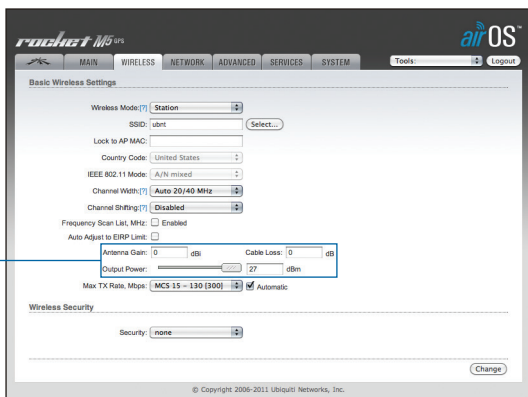 rocket M5 GPS
airOS™
MAIN WIRELESS NETWORK ADVANCED SERVICES SYSTEM Tools: Logout
Basic Wireless Settings
Wireless Mode:[?] Station
SSID: ubnt Select...
Lock to AP MAC:
Country Code: United States
IEEE 802.11 Mode: A/N mixed
Channel Width:[?] Auto 20/40 MHz
Channel Shifting:[?] Disabled
Frequency Scan List, MHz: Enabled
Auto Adjust to EIRP Limit:
Antenna Gain: 0 dBi Cable Loss: 0 dB
Output Power: 27 dBm
Max TX Rate, Mbps: MCS 15 - 130 [300] Automatic
Wireless Security
Security: none
Change
© Copyright 2006-2011 Ubiquiti Networks, Inc.